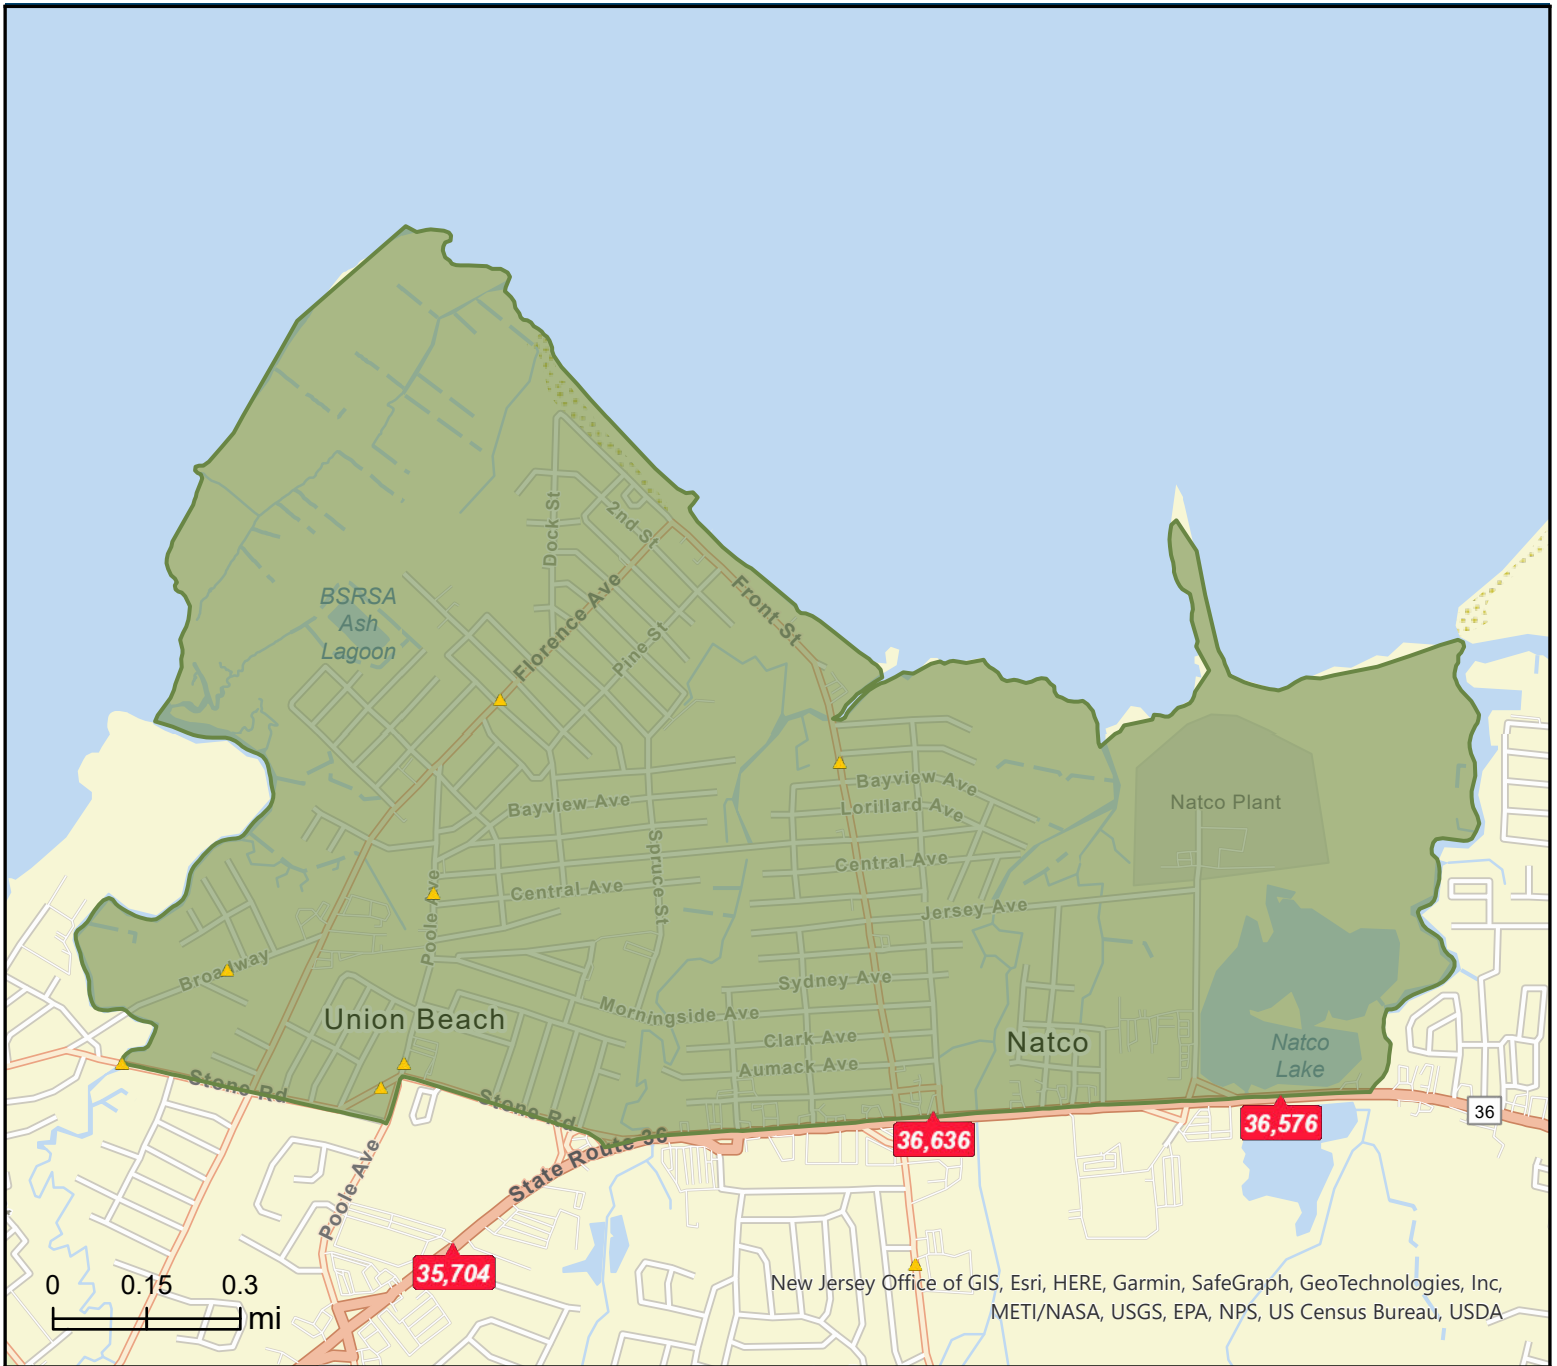 2nd St
Dock St
Florence Ave
Front St
BSRSA
Ash
Lagoon
Pine St
Bayview Ave
Bayview Ave
Lorillard Ave
Natco Plant
Spruce St
Central Ave
Central Ave
Poole Ave
Jersey Ave
Broadway
Sydney Ave
Morningside Ave
Union Beach
Clark Ave
Natco
Natco
Lake
Aumack Ave
Stone Rd
Stone Rd
36
36,576
36,636
State Route 36
Poole Ave
35,704
0 0.15 0.3
mi
New Jersey Office of GIS, Esri, HERE, Garmin, SafeGraph, GeoTechnologies, Inc,
METI/NASA, USGS, EPA, NPS, US Census Bureau, USDA